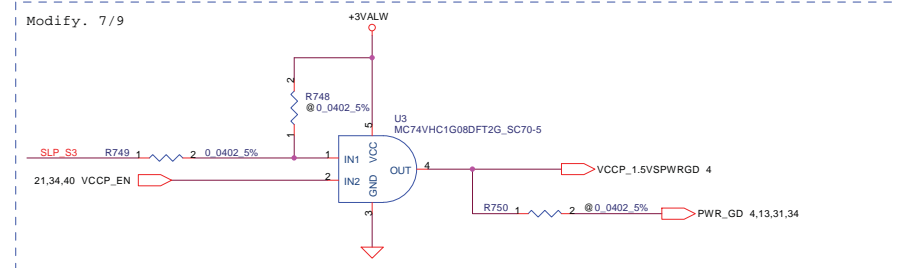 Modify. 7/9
+3VALW
2
R748
@0_0402_5%
1
U3
MC74VHC1G08DFT2G_SC70-5
5
SLP_S3 R749 1 2 0_0402_5% 1 IN1 VCC
OUT 4 VCCP_1.5VSPWRGD 4
21,34,40 VCCP_EN 2 IN2 GND
3
R750 1 2 @0_0402_5% PWR_GD 4,13,31,34